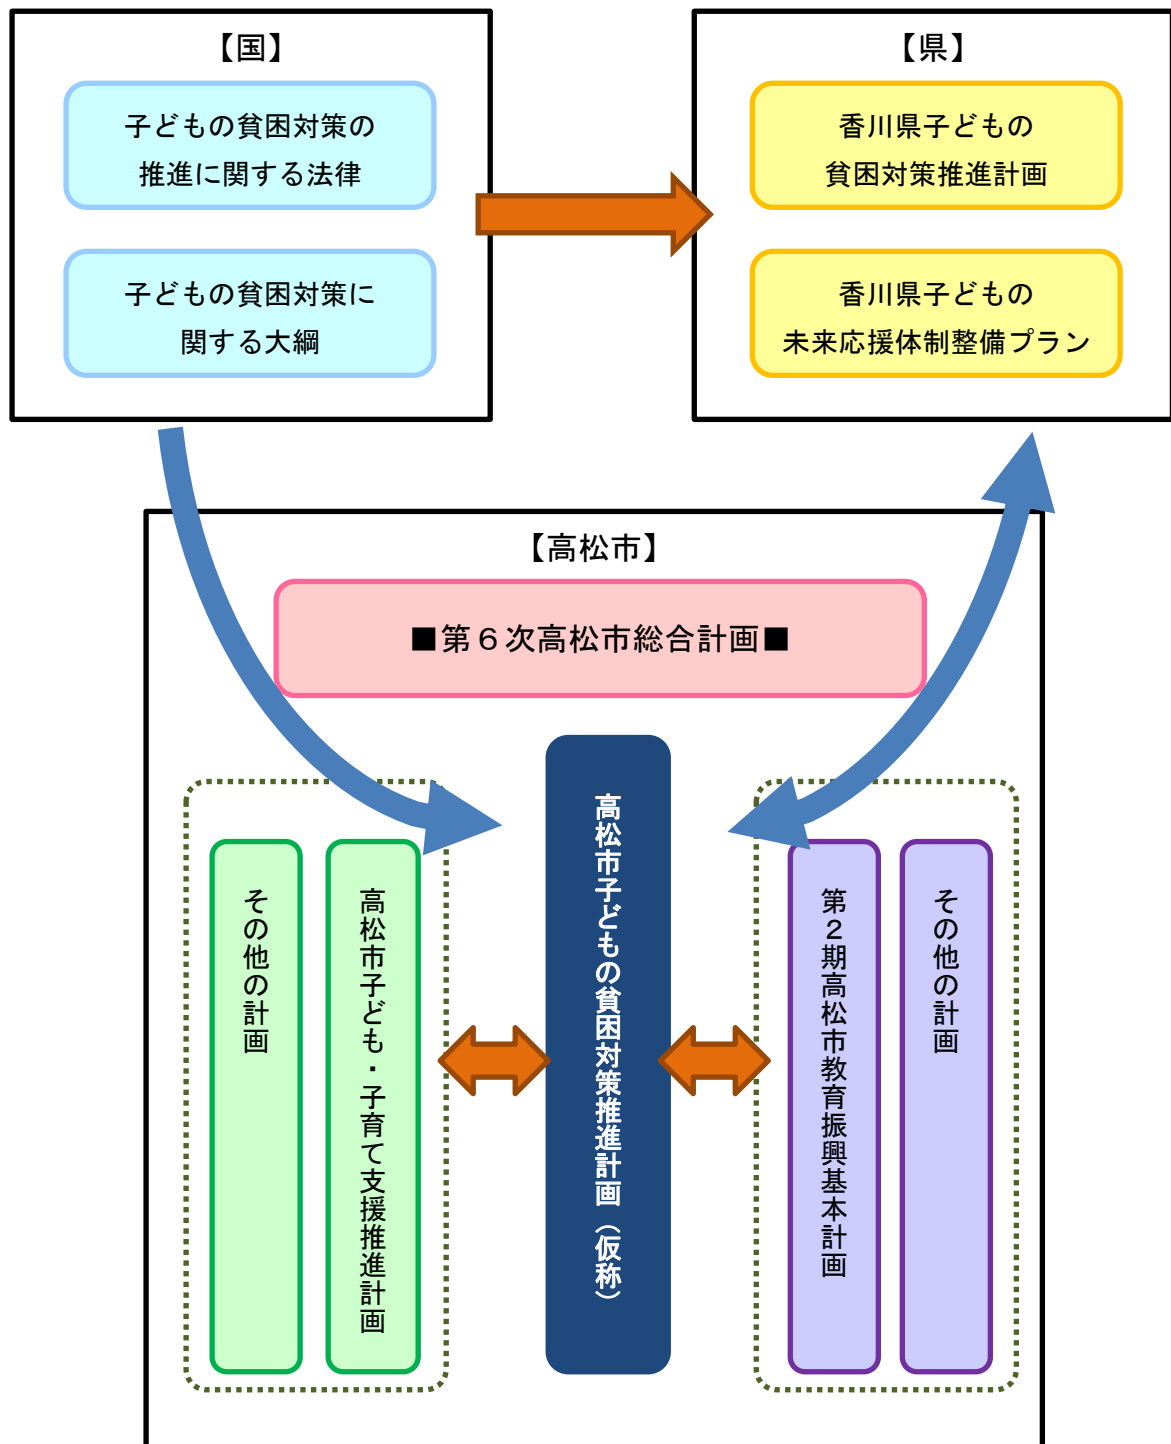 【国】
子どもの貧困対策の
推進に関する法律
子どもの貧困対策に
関する大綱
【県】
香川県子どもの
貧困対策推進計画
香川県子どもの
未来応援体制整備プラン
【高松市】
■第６次高松市総合計画■
その他の計画
高松市子ども・子育て支援推進計画
高松市子どもの貧困対策推進計画（仮称）
第２期高松市教育振興基本計画
その他の計画